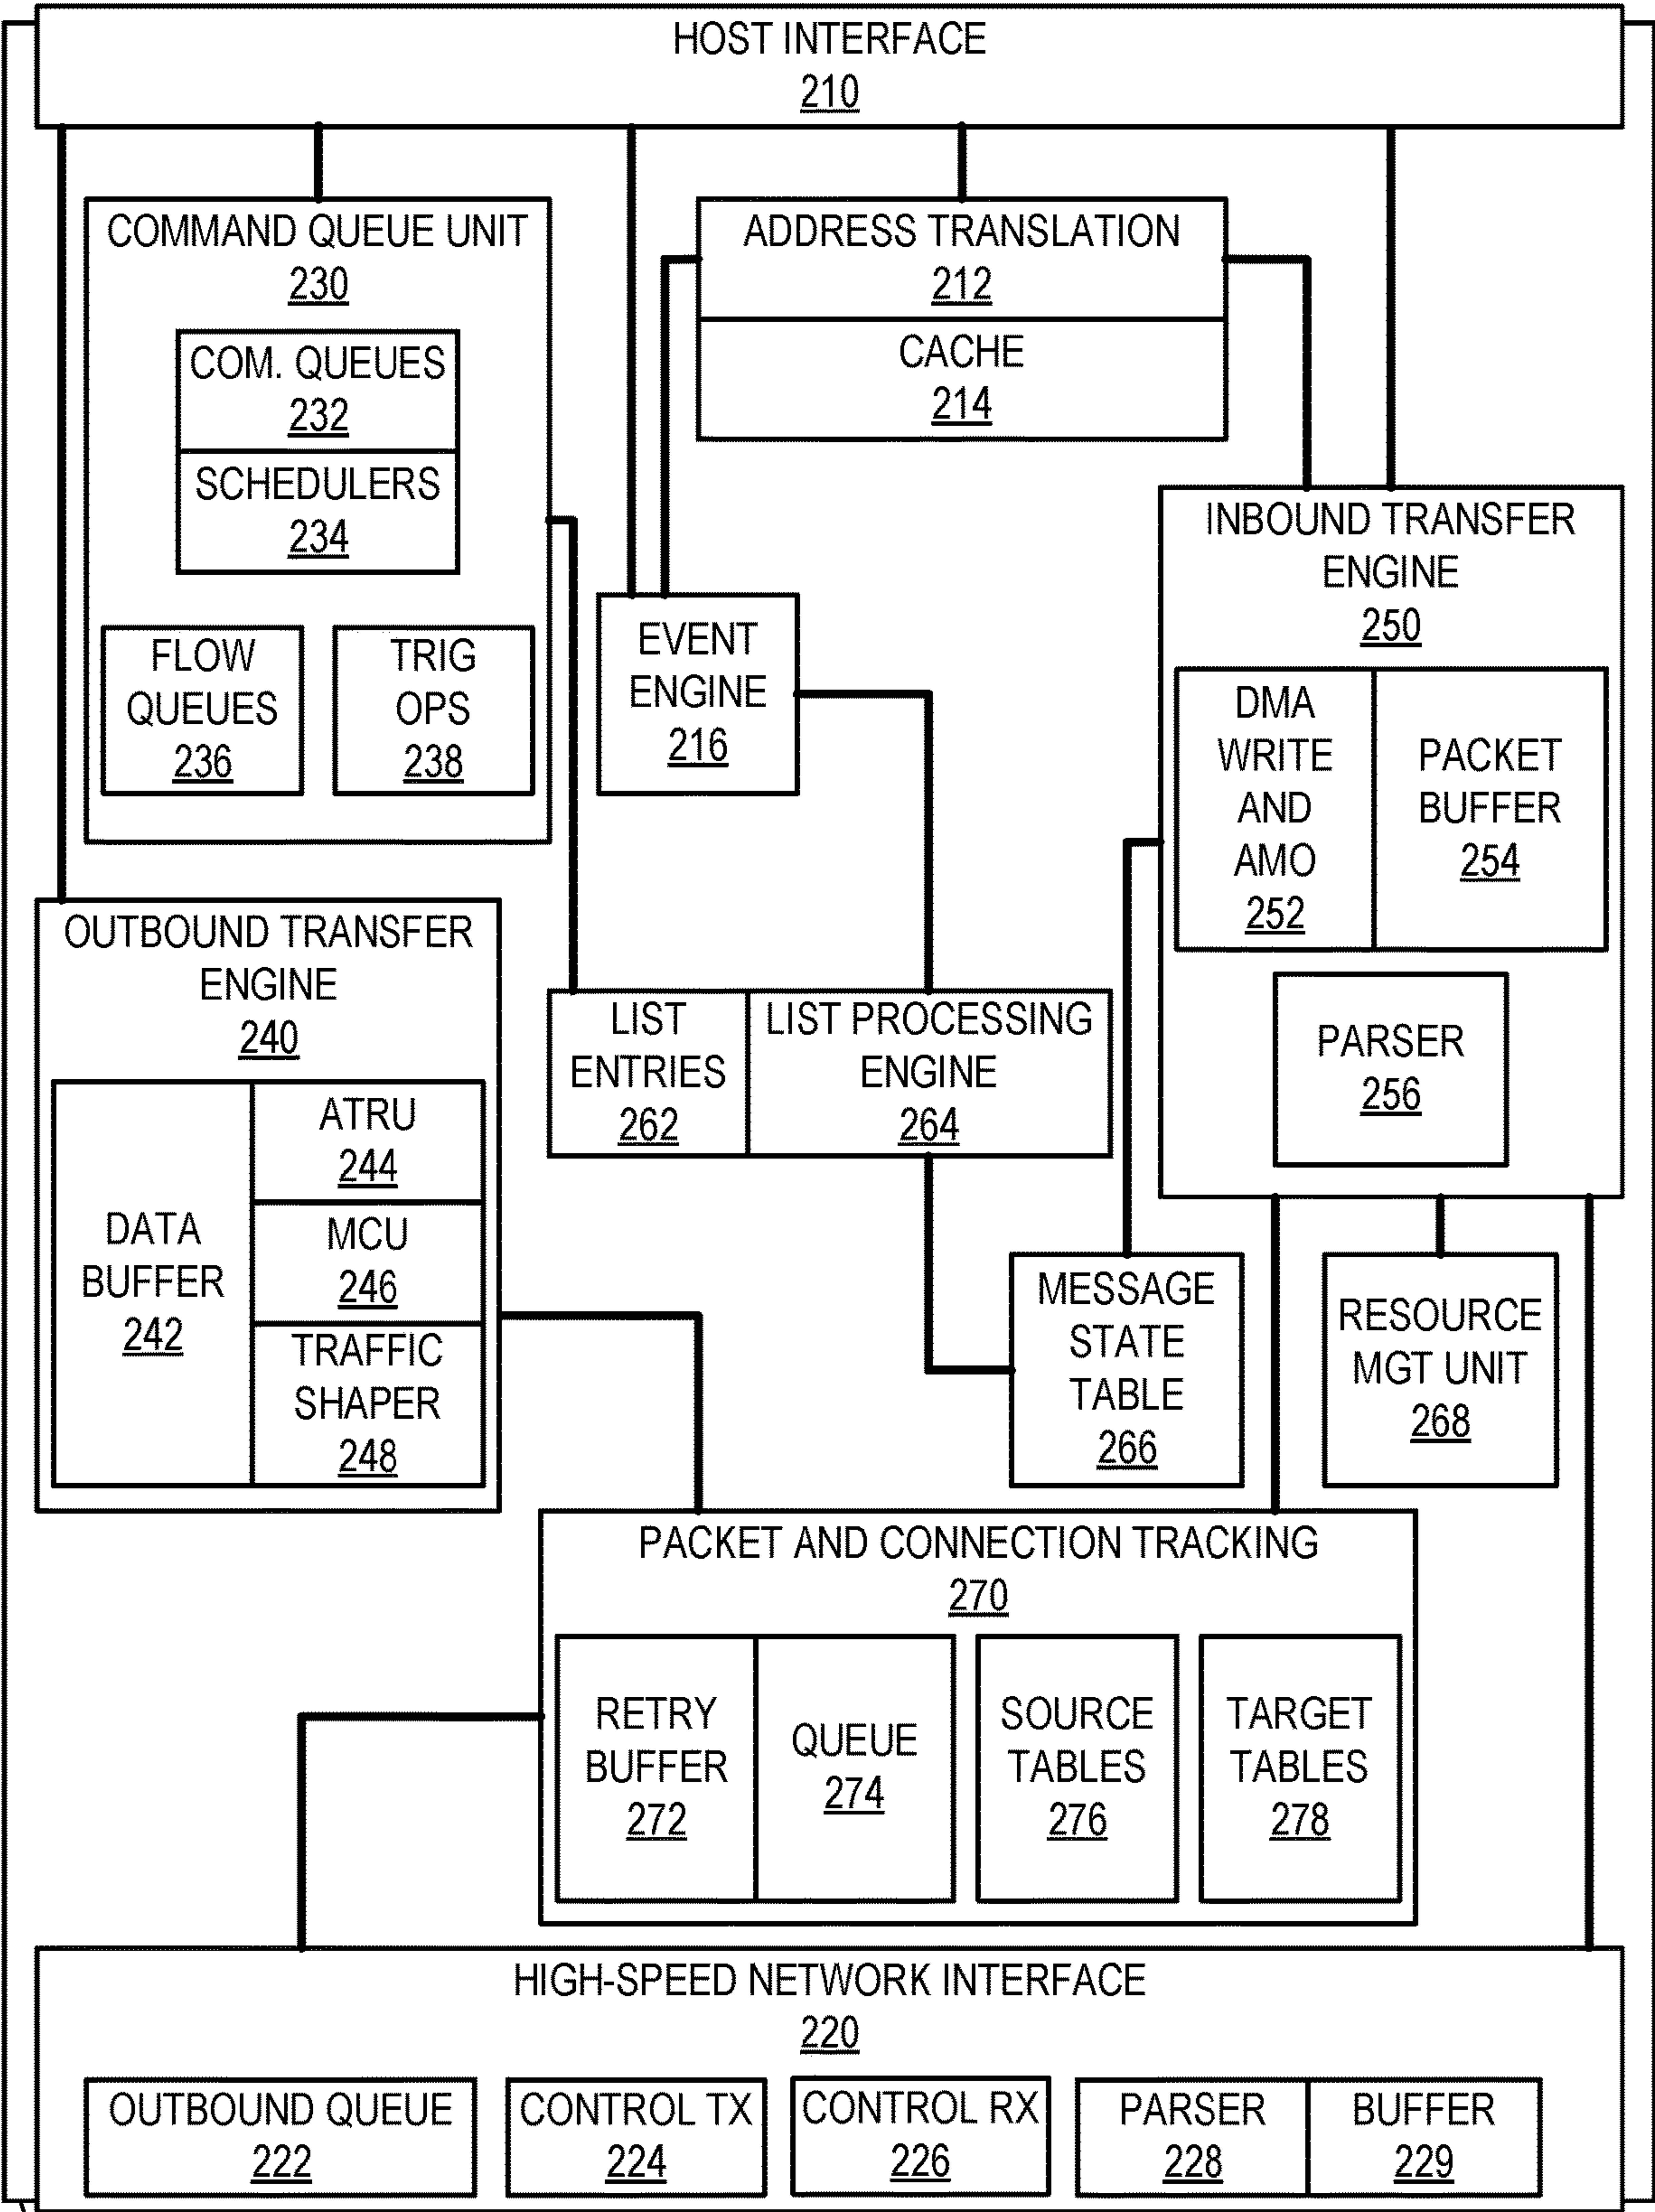 HOST INTERFACE
210
COMMAND QUEUE UNIT
230
COM. QUEUES
232
SCHEDULERS
234
FLOW
QUEUES
236
TRIG
OPS
238
ADDRESS TRANSLATION
212
CACHE
214
EVENT
ENGINE
216
INBOUND TRANSFER
ENGINE
250
DMA
WRITE
AND
AMO
252
PACKET
BUFFER
254
PARSER
256
OUTBOUND TRANSFER
ENGINE
240
DATA
BUFFER
242
ATRU
244
MCU
246
TRAFFIC
SHAPER
248
LIST
ENTRIES
262
LIST PROCESSING
ENGINE
264
MESSAGE
STATE
TABLE
266
RESOURCE
MGT UNIT
268
PACKET AND CONNECTION TRACKING
270
RETRY
BUFFER
272
QUEUE
274
SOURCE
TABLES
276
TARGET
TABLES
278
HIGH-SPEED NETWORK INTERFACE
220
OUTBOUND QUEUE
222
CONTROL TX
224
CONTROL RX
226
PARSER
228
BUFFER
229